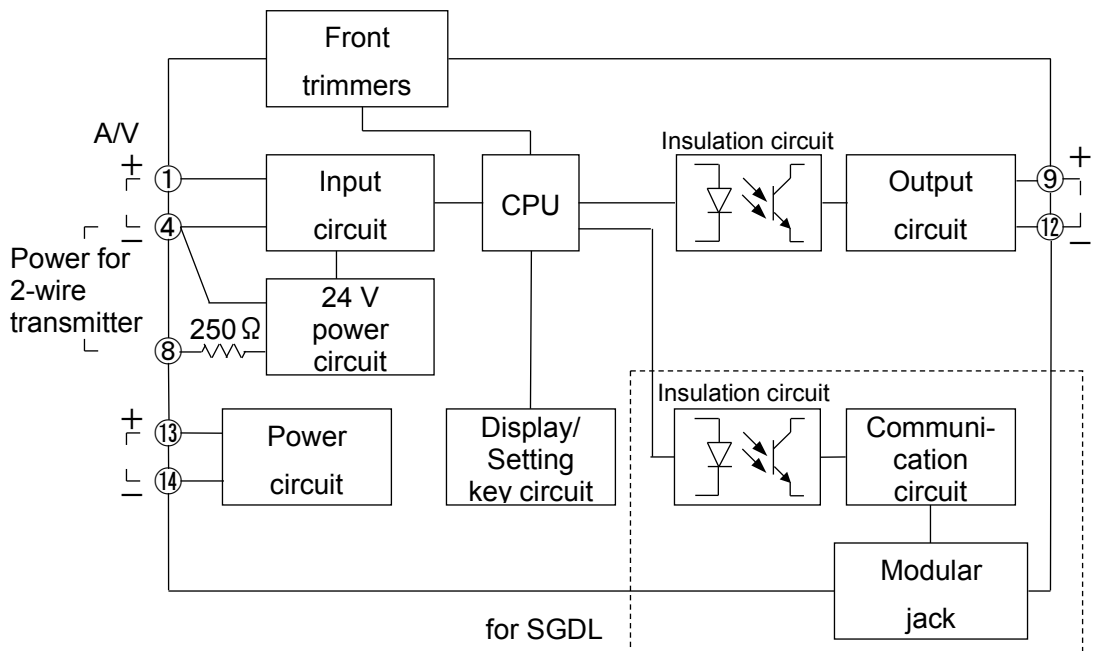 Front
trimmers
A/V
+
①
④
−
Input
circuit
CPU
Insulation circuit
Output
circuit
⑨
+
⑫
−
Power for
2-wire
transmitter
24 V
power
circuit
250 Ω
⑧
+
⑬
⑭
−
Power
circuit
Display/
Setting
key circuit
Insulation circuit
Communi-
cation
circuit
Modular
jack
for SGDL